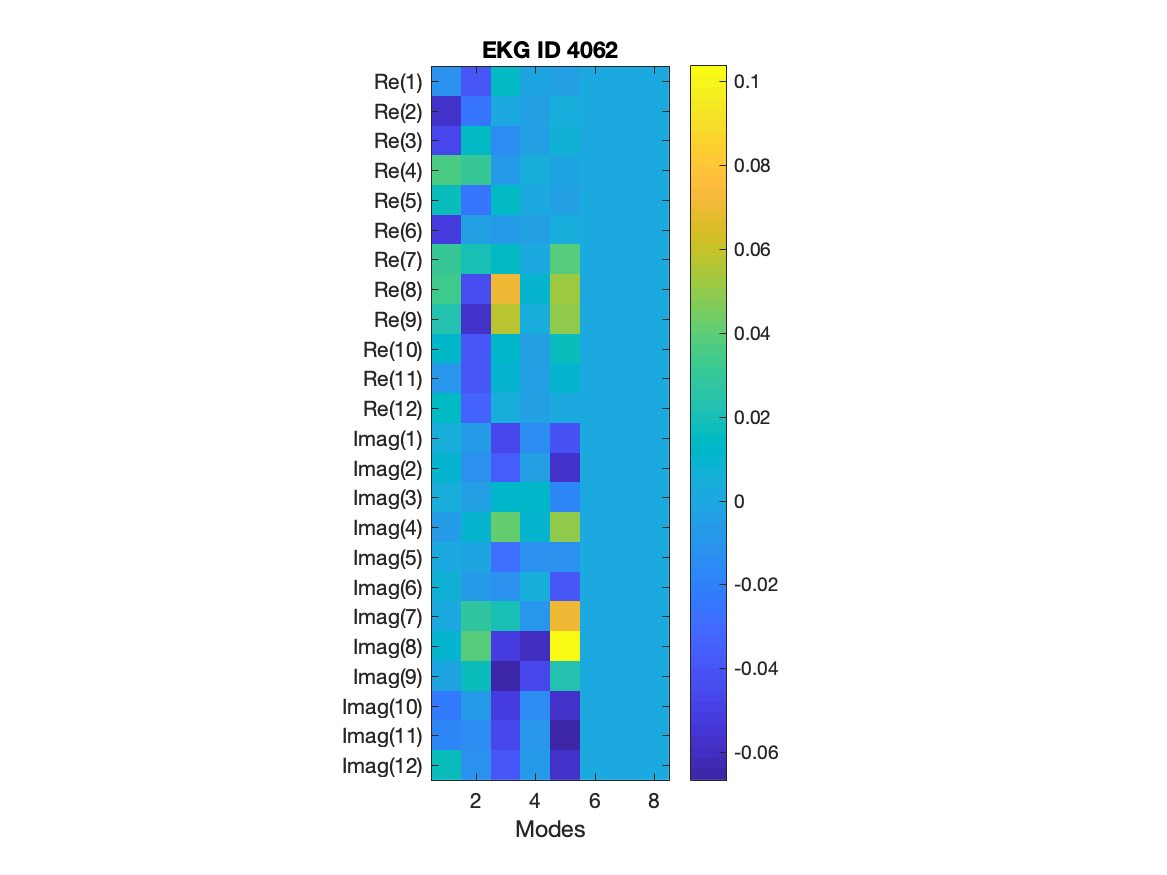 EKG ID 4062
Re(1)
Re(2)
Re(3)
Re(4)
Re(5)
Re(6)
Re(7)
Re(8)
Re(9)
Re(10)
Re(11)
Re(12)
Imag(1)
Imag(2)
Imag(3)
Imag(4)
Imag(5)
Imag(6)
Imag(7)
Imag(8)
Imag(9)
Imag(10)
Imag(11)
Imag(12)
2 4 6 8
Modes
0.1
0.08
0.06
0.04
0.02
0
-0.02
-0.04
-0.06